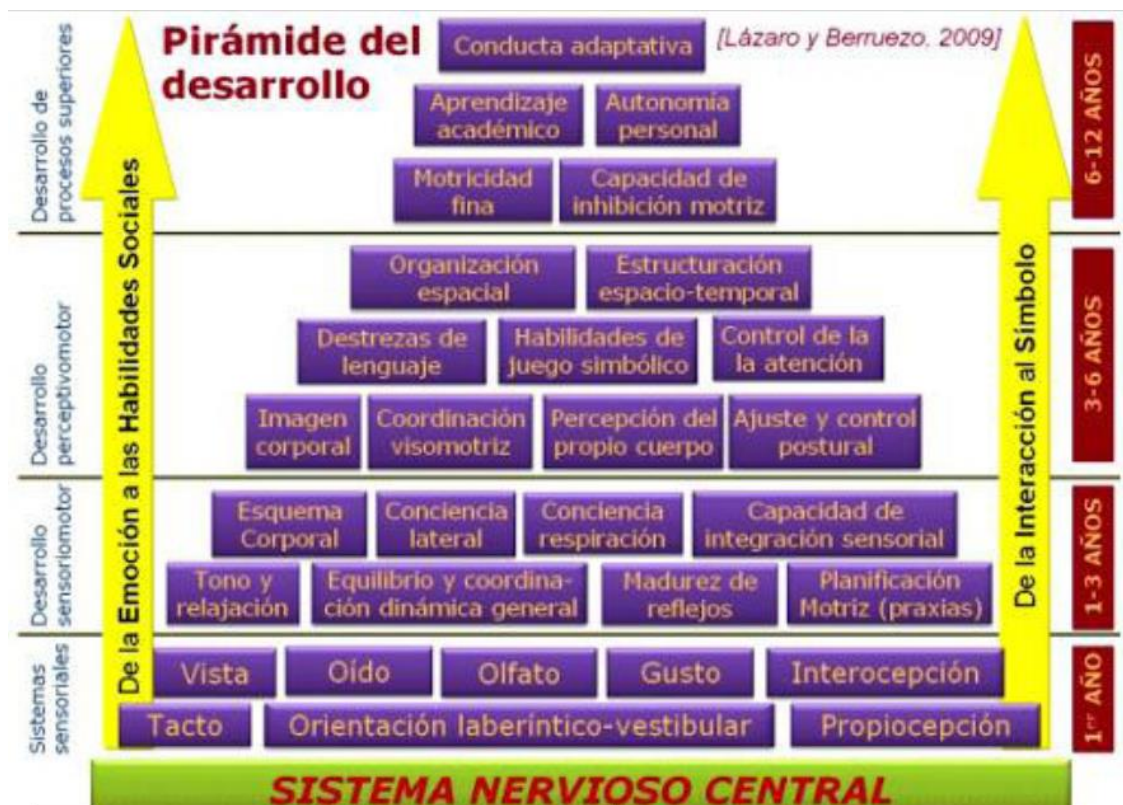 Pirámide del
desarrollo
[Lázaro y Berruezo, 2009]
Conducta adaptativa
Aprendizaje
académico
Autonomía
personal
Motricidad
fina
Capacidad de
inhibición motriz
Desarrollo de
procesos superiores
6-12 AÑOS
Organización
espacial
Estructuración
espacio-temporal
Destrezas de
lenguaje
Habilidades de
juego simbólico
Control de la
la atención
Imagen
corporal
Coordinación
visomotriz
Percepción del
propio cuerpo
Ajuste y control
postural
Desarrollo
perceptivomotor
3-6 AÑOS
Esquema
Corporal
Conciencia
lateral
Conciencia
respiración
Capacidad de
integración sensorial
Tono y
relajación
Equilibrio y coordina-
ción dinámica general
Madurez de
reflejos
Planificación
Motriz (praxias)
Desarrollo
sensoriomotor
1-3 AÑOS
Vista
Oído
Olfato
Gusto
Interocepción
Tacto
Orientación laberíntico-vestibular
Propiocepción
Sistemas
sensoriales
1er AÑO
De la Emoción a las Habilidades Sociales
De la Interacción al Símbolo
SISTEMA NERVIOSO CENTRAL